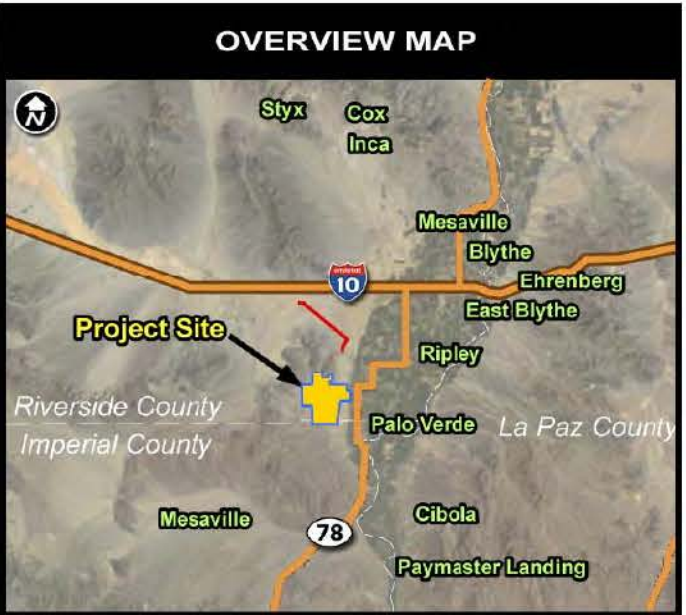 OVERVIEW MAP
N
Styx
Cox
Inca
Mesaville
Blythe
INTERSTATE
10
Ehrenberg
East Blythe
Project Site
Ripley
Riverside County
Palo Verde
La Paz County
Imperial County
Mesaville
Cibola
78
Paymaster Landing